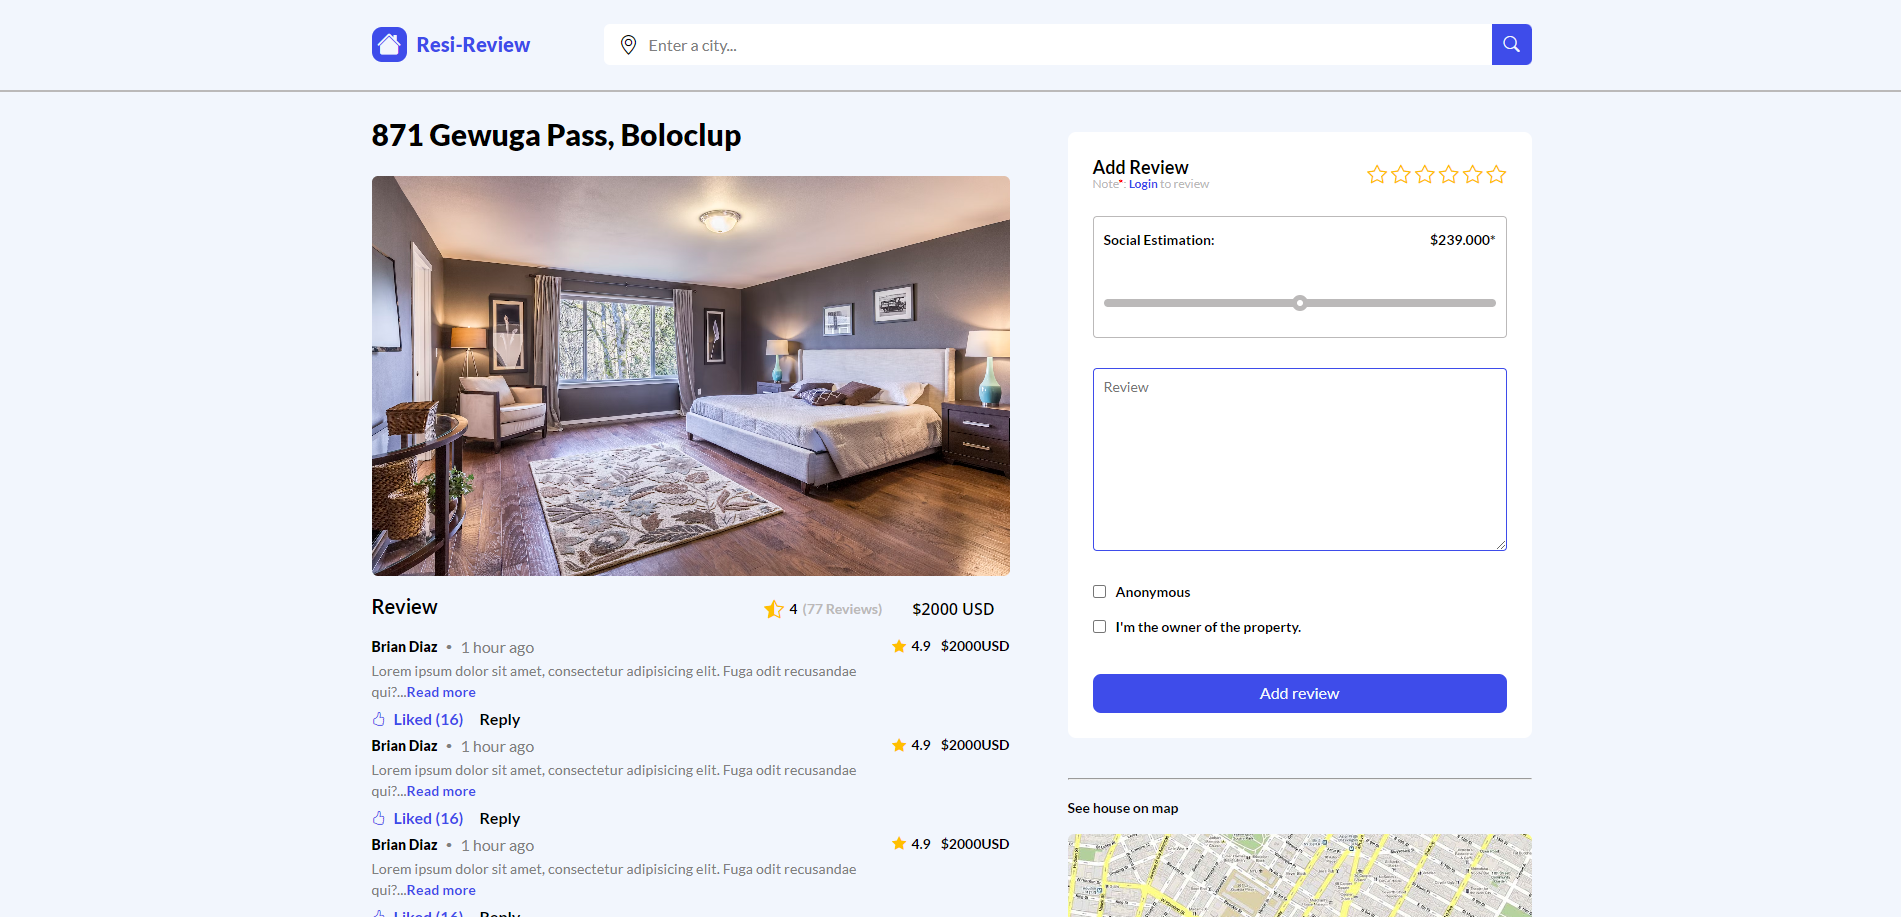 Resi-Review
Enter a city...
871 Gewuga Pass, Boloclup
Review
4 (77 Reviews) $2000 USD
Brian Diaz • 1 hour ago
4.9 $2000USD
Lorem ipsum dolor sit amet, consectetur adipisicing elit. Fuga odit recusandae
qui?...Read more
Liked (16) Reply
Brian Diaz • 1 hour ago
4.9 $2000USD
Lorem ipsum dolor sit amet, consectetur adipisicing elit. Fuga odit recusandae
qui?...Read more
Liked (16) Reply
Brian Diaz • 1 hour ago
4.9 $2000USD
Lorem ipsum dolor sit amet, consectetur adipisicing elit. Fuga odit recusandae
qui?...Read more
Liked (16) Reply
Add Review
Note*: Login to review
Social Estimation: $239.000*
Review
Anonymous
I'm the owner of the property.
Add review
See house on map